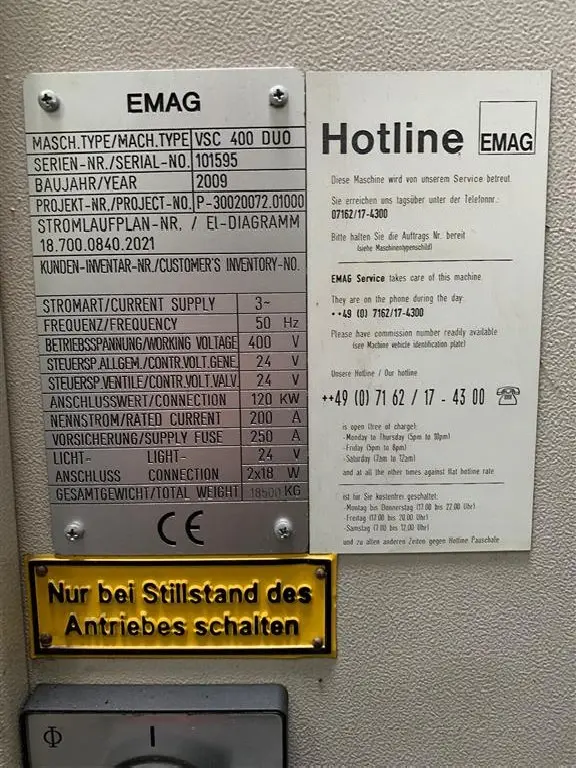 EMAG
MASCH.TYPE/MACH.TYPE VSC 400 DUO
SERIEN-NR./SERIAL-NO. 101595
BAUJAHR/YEAR 2009
PROJEKT-NR./PROJECT-NO. P-30020072.01000
STROMLAUFPLAN-NR. / El-DIAGRAMM
18.700.0840.2021
KUNDEN-INVENTAR-NR./CUSTOMER'S INVENTORY-NO.
STROMART/CURRENT SUPPLY 3~
FREQUENZ/FREQUENCY 50 Hz
BETRIEBSSPANNUNG/WORKING VOLTAGE 400 V
STEUERSP.ALLGEM./CONTR.VOLT.GENE. 24 V
STEUERSP.VENTILE/CONTR.VOLT.VALV. 24 V
ANSCHLUSSWERT/CONNECTION 120 KW
NENNSTROM/RATED CURRENT 200 A
VORSICHERUNG/SUPPLY FUSE 250 A
LICHT- LIGHT- 24 V
ANSCHLUSS CONNECTION 2x18 W
GESAMTGEWICHT/TOTAL WEIGHT 18500 KG
CE
Hotline EMAG
Diese Maschine wird von unserem Service betreut.
Sie erreichen uns tagsüber unter der Telefonnr.:
07162/17-4300
Bitte halten Sie die Auftrags Nr. bereit
(siehe Maschinentypenschild)
EMAG Service takes care of this machine.
They are on the phone during the day:
++49 (0) 7162/17-4300
Please have commission number readily available
(see Machine vehicle identification plate)
Unsere Hotline / Our hotline
++49 (0) 71 62 / 17 - 43 00
is open (free of charge):
-Monday to Thursday (5pm to 10pm)
-Friday (5pm to 8pm)
-Saturday (7am to 12am)
and at all the other times against flat hotline rate
ist für Sie kostenfrei geschaltet:
-Montag bis Donnerstag (17.00 bis 22.00 Uhr)
-Freitag (17.00 bis 20.00 Uhr)
-Samstag (7.00 bis 12.00 Uhr)
und zu allen anderen Zeiten gegen Hotline Pauschale
Nur bei Stillstand des
Antriebes schalten
I